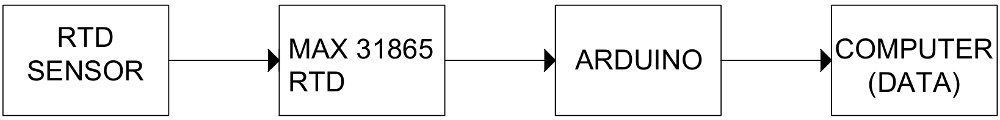 RTD
SENSOR
MAX 31865
RTD
ARDUINO
COMPUTER
(DATA)